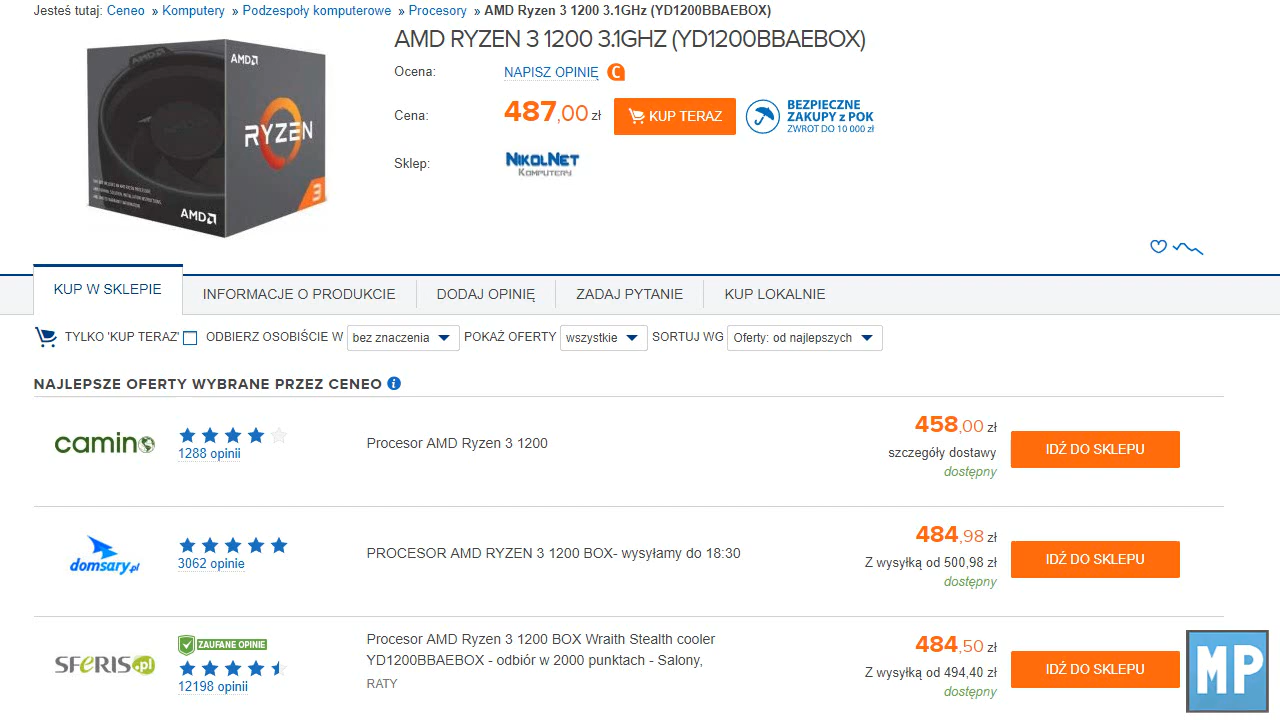 Jesteś tutaj: Ceneo » Komputery » Podzespoły komputerowe » Procesory » AMD Ryzen 3 1200 3.1GHz (YD1200BBAEBOX)
AMD RYZEN 3 1200 3.1GHZ (YD1200BBAEBOX)
AMD
RYZEN
3
AMD
Ocena:
NAPISZ OPINIĘ
C
Cena:
487,00 zł
KUP TERAZ
BEZPIECZNE
ZAKUPY z POK
ZWROT DO 10 000 zł
Sklep:
NIKOLNET
KOMPUTERY
KUP W SKLEPIE
INFORMACJE O PRODUKCIE
DODAJ OPINIĘ
ZADAJ PYTANIE
KUP LOKALNIE
TYLKO 'KUP TERAZ' ODBIERZ OSOBIŚCIE W bez znaczenia POKAŻ OFERTY wszystkie SORTUJ WG Oferty: od najlepszych
NAJLEPSZE OFERTY WYBRANE PRZEZ CENEO i
camino
1288 opinii
Procesor AMD Ryzen 3 1200
458,00 zł
szczegóły dostawy
dostępny
IDŹ DO SKLEPU
domsary.pl
3062 opinie
PROCESOR AMD RYZEN 3 1200 BOX- wysyłamy do 18:30
484,98 zł
Z wysyłką od 500,98 zł
dostępny
IDŹ DO SKLEPU
SFERIS.pl
ZAUFANE OPINIE
12198 opinii
Procesor AMD Ryzen 3 1200 BOX Wraith Stealth cooler
YD1200BBAEBOX - odbiór w 2000 punktach - Salony,
RATY
484,50 zł
Z wysyłką od 494,40 zł
dostępny
IDŹ DO SKLEPU
MP